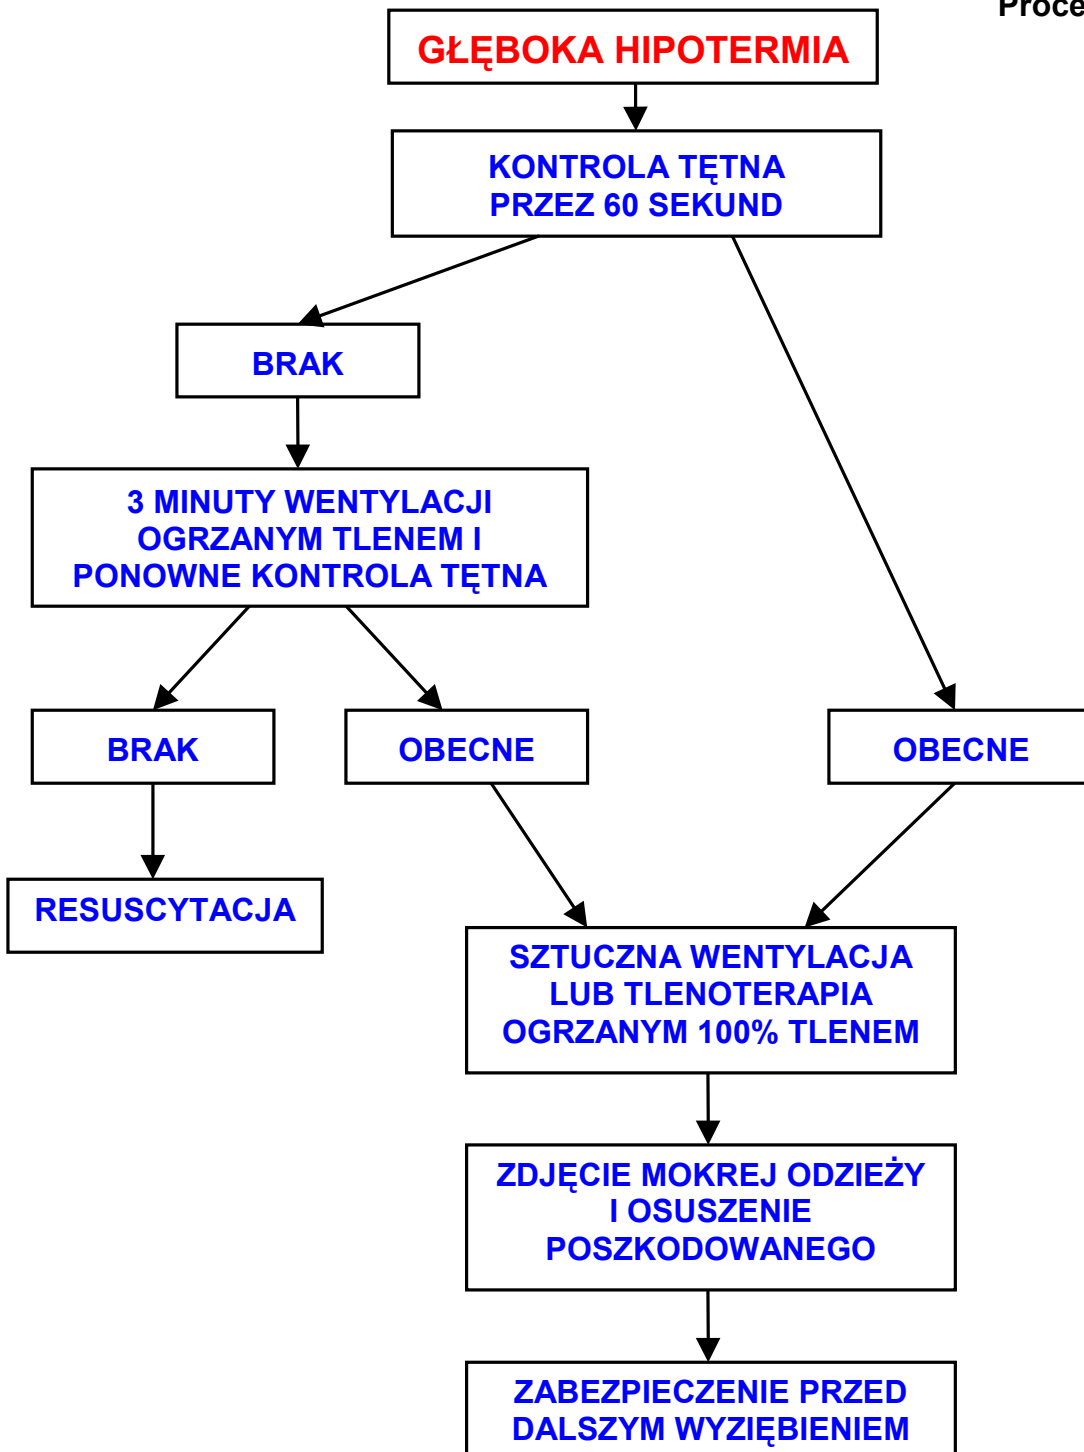 Proce
GŁĘBOKA HIPOTERMIA
KONTROLA TĘTNA
PRZEZ 60 SEKUND
BRAK
3 MINUTY WENTYLACJI
OGRZANYM TLENEM I
PONOWNE KONTROLA TĘTNA
BRAK
OBECNE
OBECNE
RESUSCYTACJA
SZTUCZNA WENTYLACJA
LUB TLENOTERAPIA
OGRZANYM 100% TLENEM
ZDJĘCIE MOKREJ ODZIEŻY
I OSUSZENIE
POSZKODOWANEGO
ZABEZPIECZENIE PRZED
DALSZYM WYZIĘBIENIEM